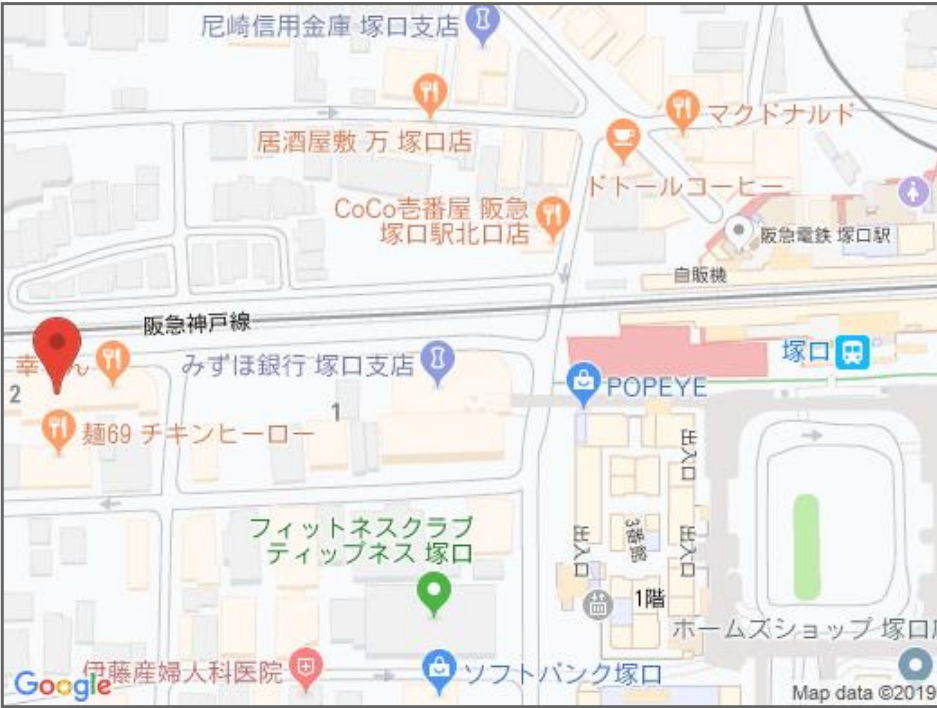 尼崎信用金庫 塚口支店
居酒屋敷 万 塚口店
マクドナルド
ドトールコーヒー
CoCo壱番屋 阪急
塚口駅北口店
阪急電鉄 塚口駅
自販機
阪急神戸線
塚口
みずほ銀行 塚口支店
POPEYE
2
1
麺69 チキンヒーロー
出入口
フィットネスクラブ
ティップネス 塚口
3番館
出入口
出入口
1階
ホームズショップ 塚口
伊藤産婦人科医院
ソフトバンク塚口
Google
Map data ©2019